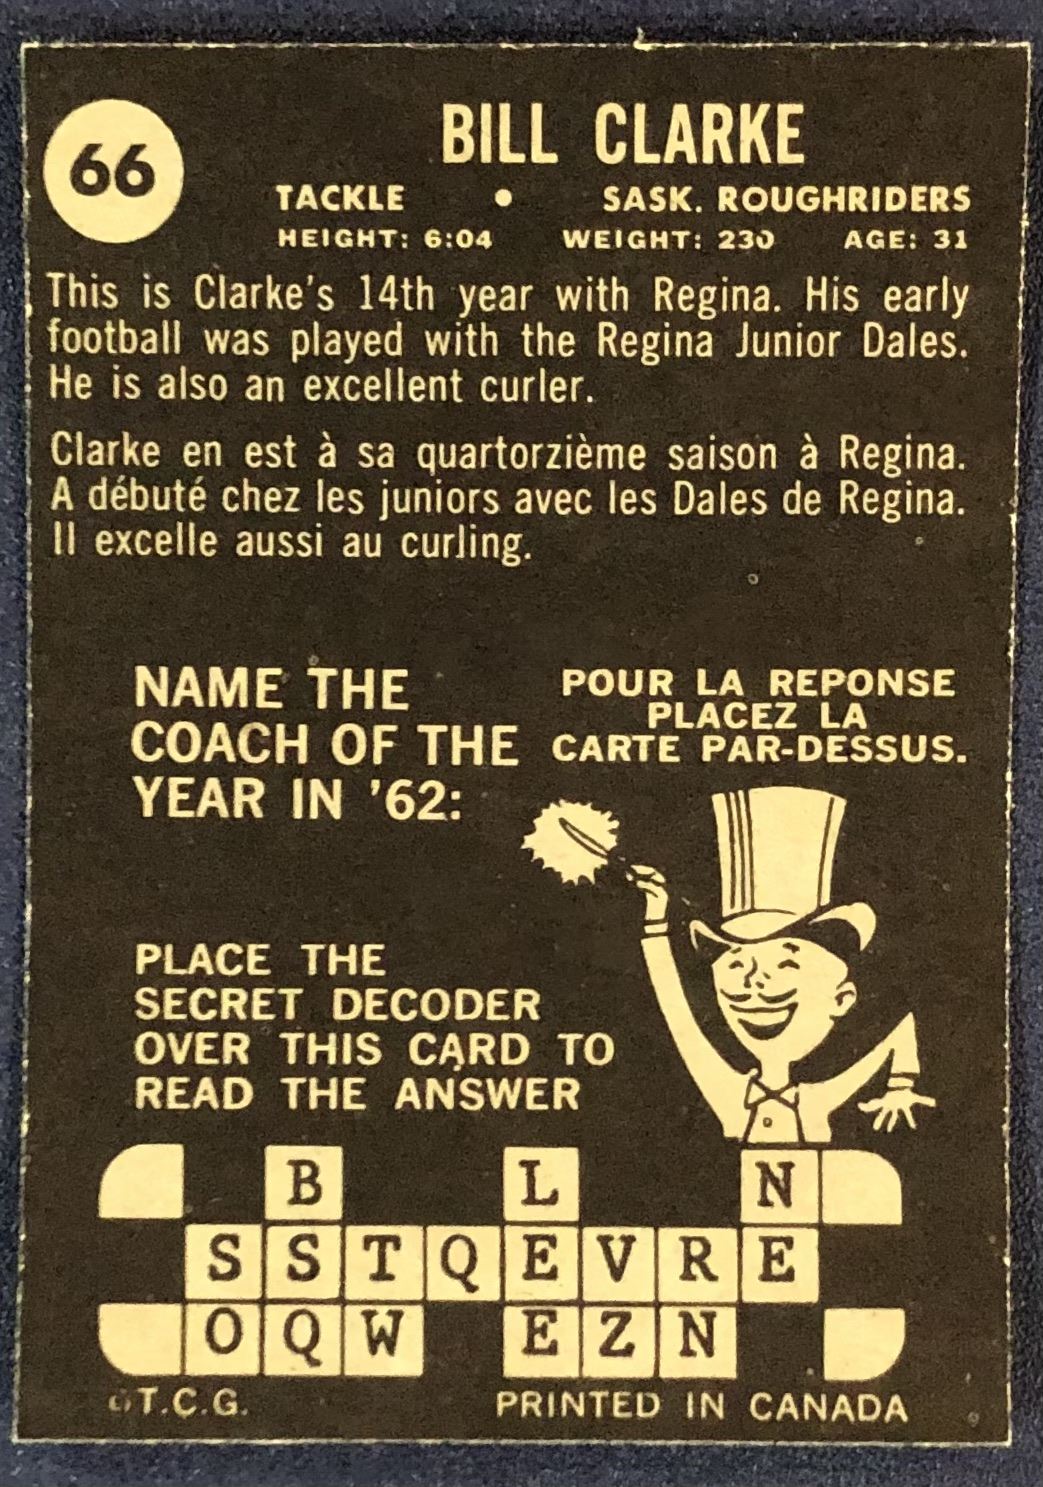 66
BILL CLARKE
TACKLE • SASK. ROUGHRIDERS
HEIGHT: 6:04 WEIGHT: 230 AGE: 31
This is Clarke's 14th year with Regina. His early
football was played with the Regina Junior Dales.
He is also an excellent curler.
Clarke en est à sa quartorzième saison à Regina.
A débuté chez les juniors avec les Dales de Regina.
Il excelle aussi au curling.
NAME THE
COACH OF THE
YEAR IN '62:
POUR LA REPONSE
PLACEZ LA
CARTE PAR-DESSUS.
PLACE THE
SECRET DECODER
OVER THIS CARD TO
READ THE ANSWER
B L N
S S T Q E V R E
O Q W E Z N
©T.C.G. PRINTED IN CANADA